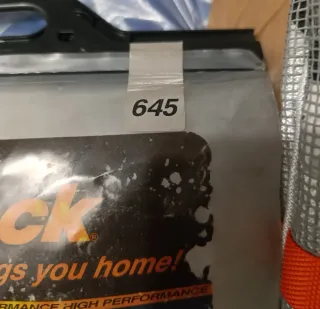 645
ck®
gs you home!
RMANCE HIGH PERFORMANCE